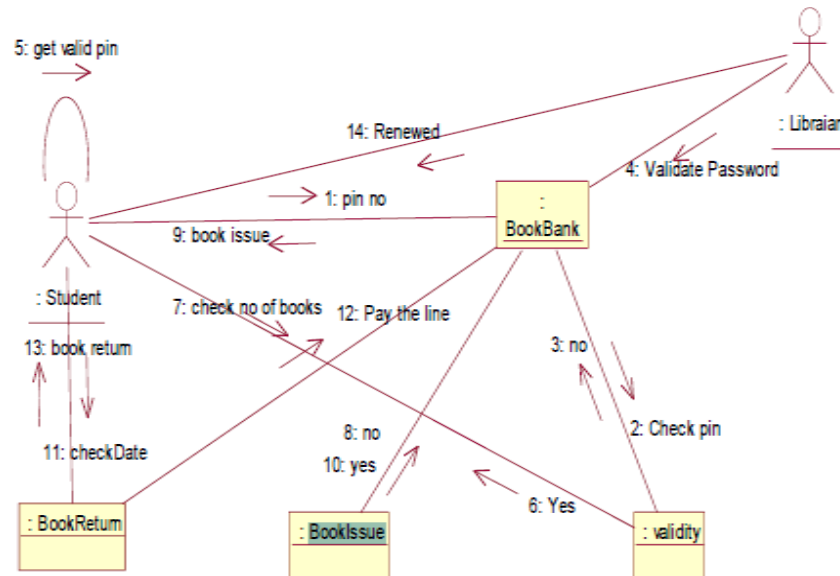 5: get valid pin
: Libraian
14: Renewed
4: Validate Password
1: pin no
:
BookBank
9: book issue
: Student
7: check no of books
12: Pay the line
13: book return
3: no
8: no
2: Check pin
11: checkDate
10: yes
6: Yes
: BookReturn
: BookIssue
: validity